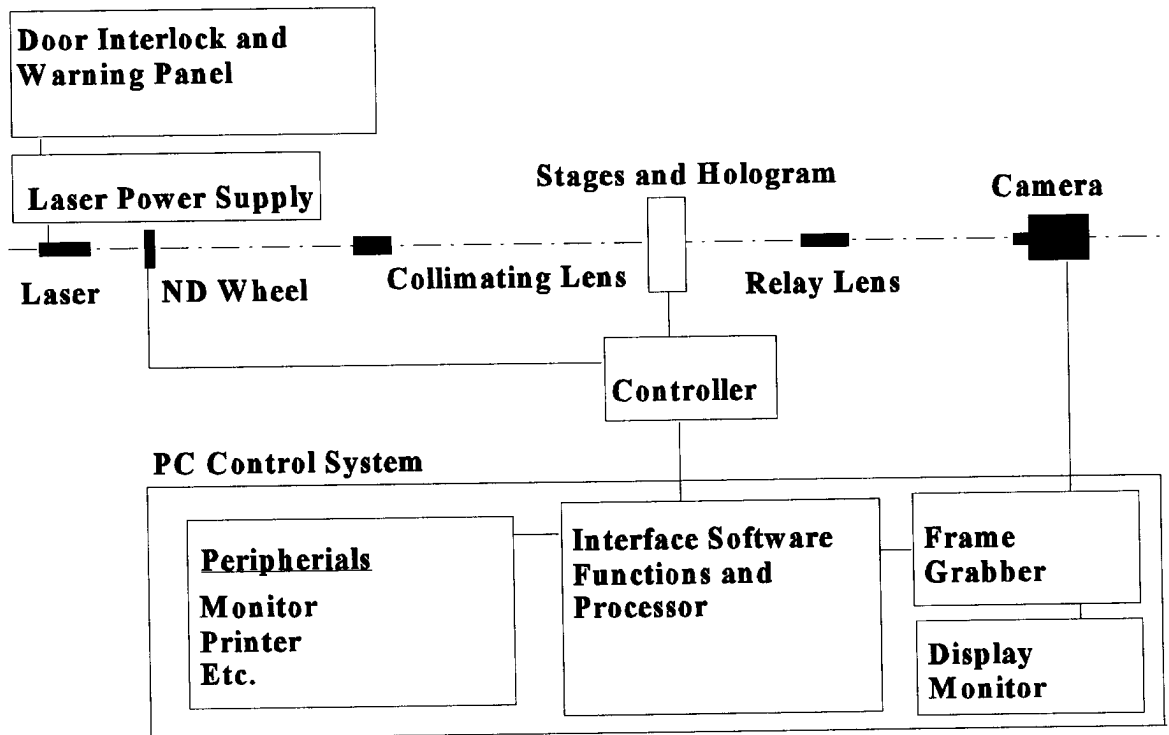 Door Interlock and
Warning Panel
Laser Power Supply
Stages and Hologram
Camera
Laser
ND Wheel
Collimating Lens
Relay Lens
Controller
PC Control System
Peripherials
Monitor
Printer
Etc.
Interface Software
Functions and
Processor
Frame
Grabber
Display
Monitor